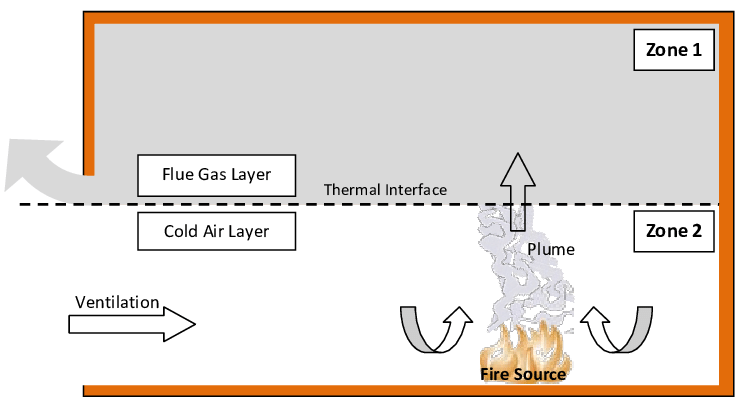 Zone 1
Flue Gas Layer
Thermal Interface
Cold Air Layer
Zone 2
Plume
Ventilation
Fire Source